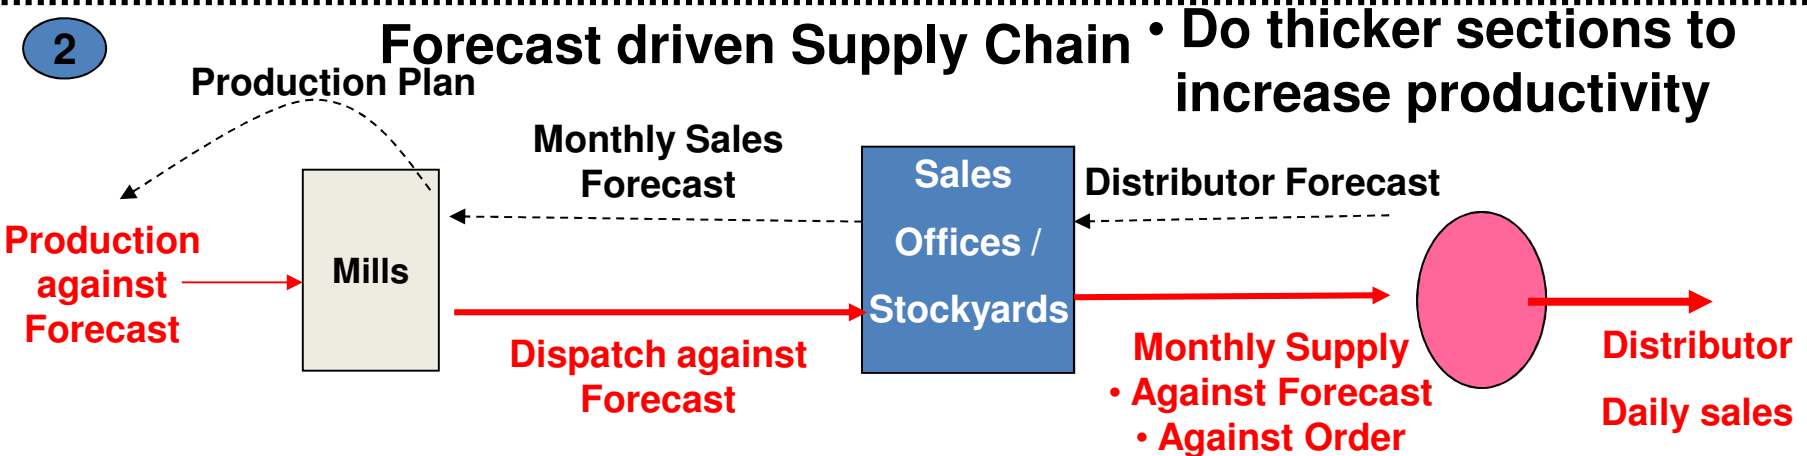 2
Forecast driven Supply Chain
• Do thicker sections to
increase productivity
Production Plan
Monthly Sales
Forecast
Sales
Offices /
Stockyards
Distributor Forecast
Production
against
Forecast
Mills
Dispatch against
Forecast
Monthly Supply
• Against Forecast
• Against Order
Distributor
Daily sales